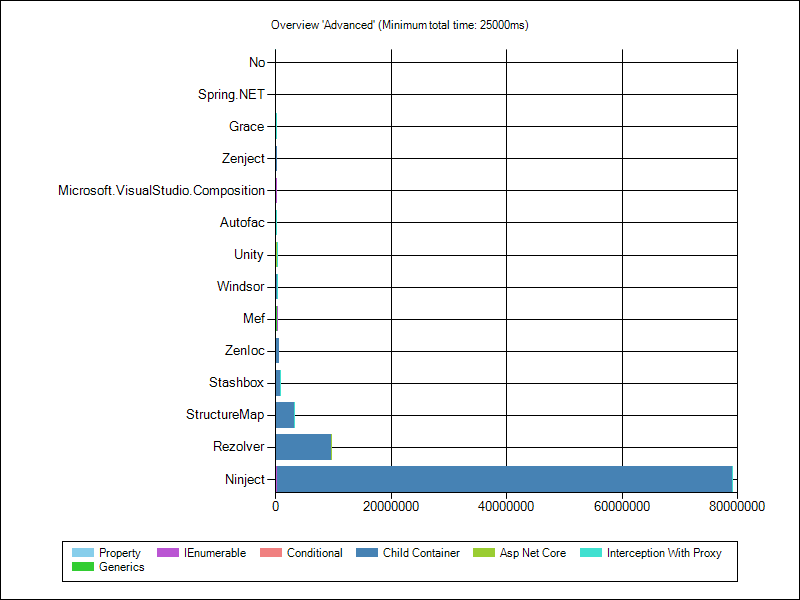 Overview 'Advanced' (Minimum total time: 25000ms)
No
Spring.NET
Grace
Zenject
Microsoft.VisualStudio.Composition
Autofac
Unity
Windsor
Mef
ZenIoc
Stashbox
StructureMap
Rezolver
Ninject
0 20000000 40000000 60000000 80000000
Property IEnumerable Conditional Child Container Asp Net Core Interception With Proxy
Generics